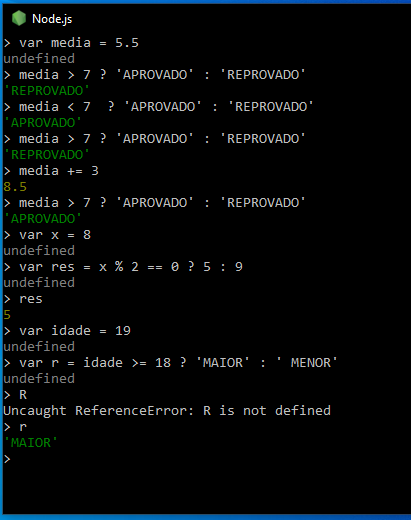 Node.js
> var media = 5.5
undefined
> media > 7 ? 'APROVADO' : 'REPROVADO'
'REPROVADO'
> media < 7  ? 'APROVADO' : 'REPROVADO'
'APROVADO'
> media > 7 ? 'APROVADO' : 'REPROVADO'
'REPROVADO'
> media += 3
8.5
> media > 7 ? 'APROVADO' : 'REPROVADO'
'APROVADO'
> var x = 8
undefined
> var res = x % 2 == 0 ? 5 : 9
undefined
> res
5
> var idade = 19
undefined
> var r = idade >= 18 ? 'MAIOR' : ' MENOR'
undefined
> R
Uncaught ReferenceError: R is not defined
> r
'MAIOR'
>